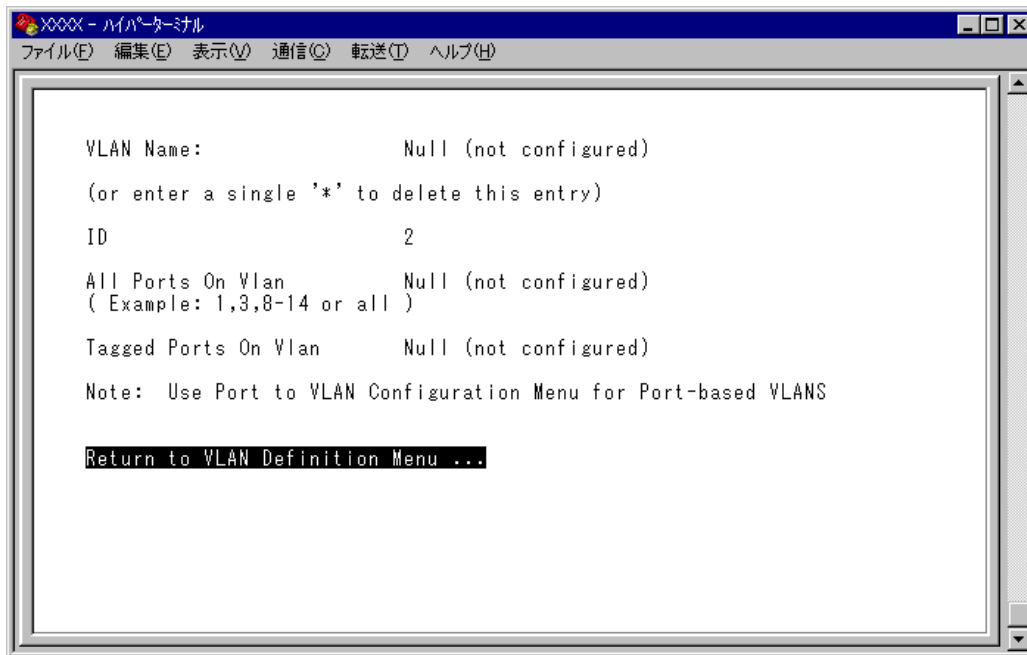 XXXX - ﾊｲﾊﾟｰﾀｰﾐﾅﾙ
ファイル(F) 編集(E) 表示(V) 通信(C) 転送(T) ヘルプ(H)
VLAN Name: Null (not configured)
(or enter a single '*' to delete this entry)
ID 2
All Ports On Vlan Null (not configured)
( Example: 1,3,8-14 or all )
Tagged Ports On Vlan Null (not configured)
Note: Use Port to VLAN Configuration Menu for Port-based VLANS
Return to VLAN Definition Menu ...